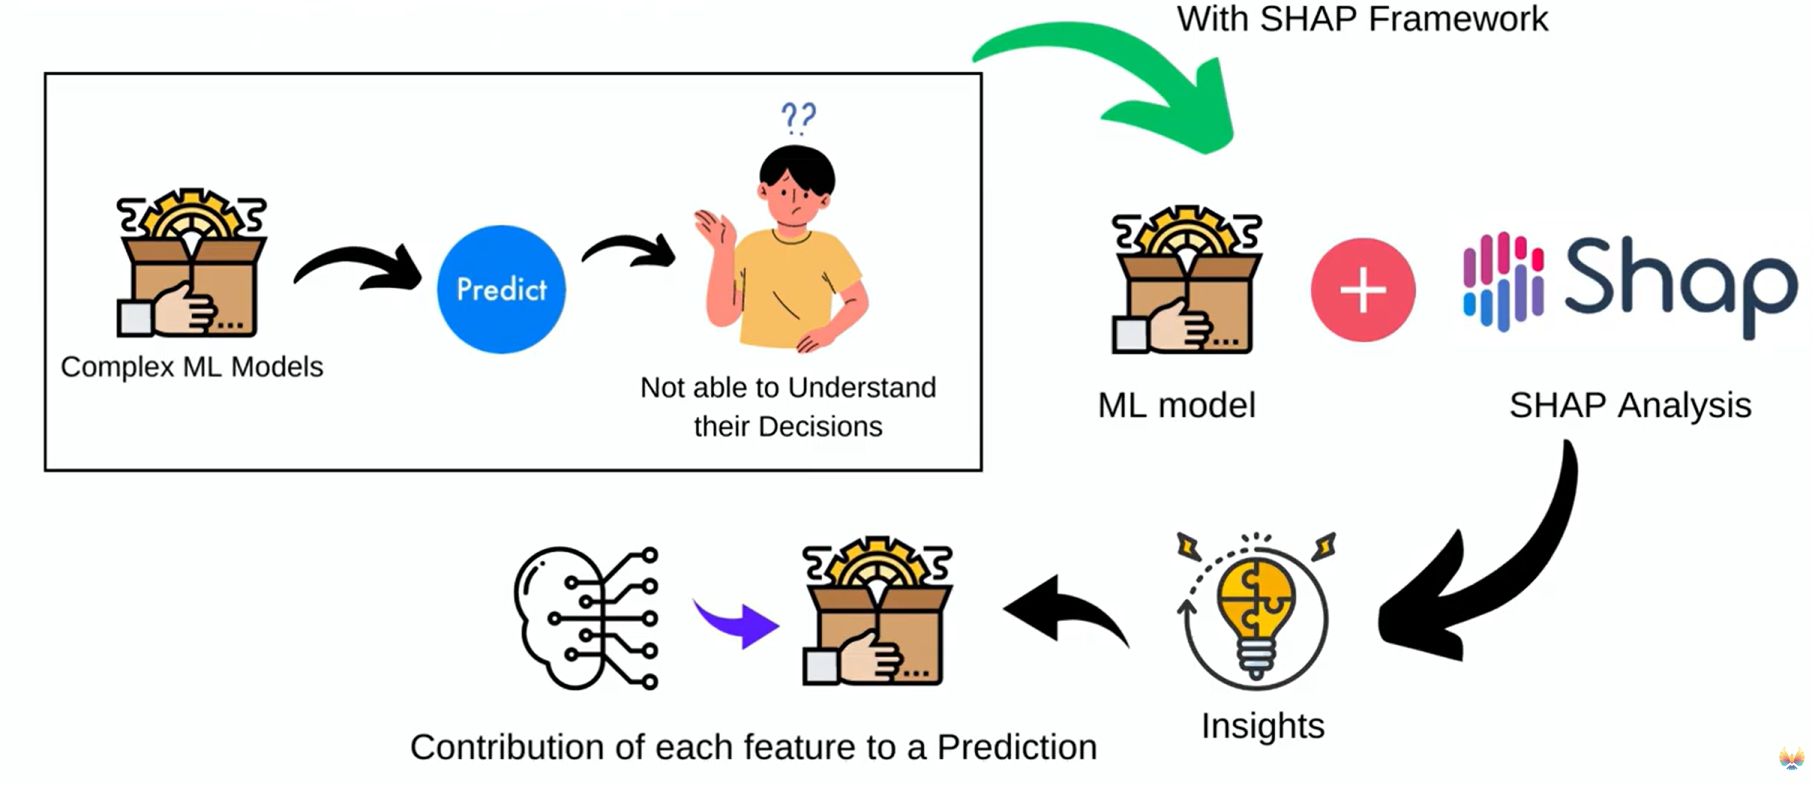 With SHAP Framework
??
Predict
Complex ML Models
Not able to Understand
their Decisions
+
Shap
ML model
SHAP Analysis
Insights
Contribution of each feature to a Prediction